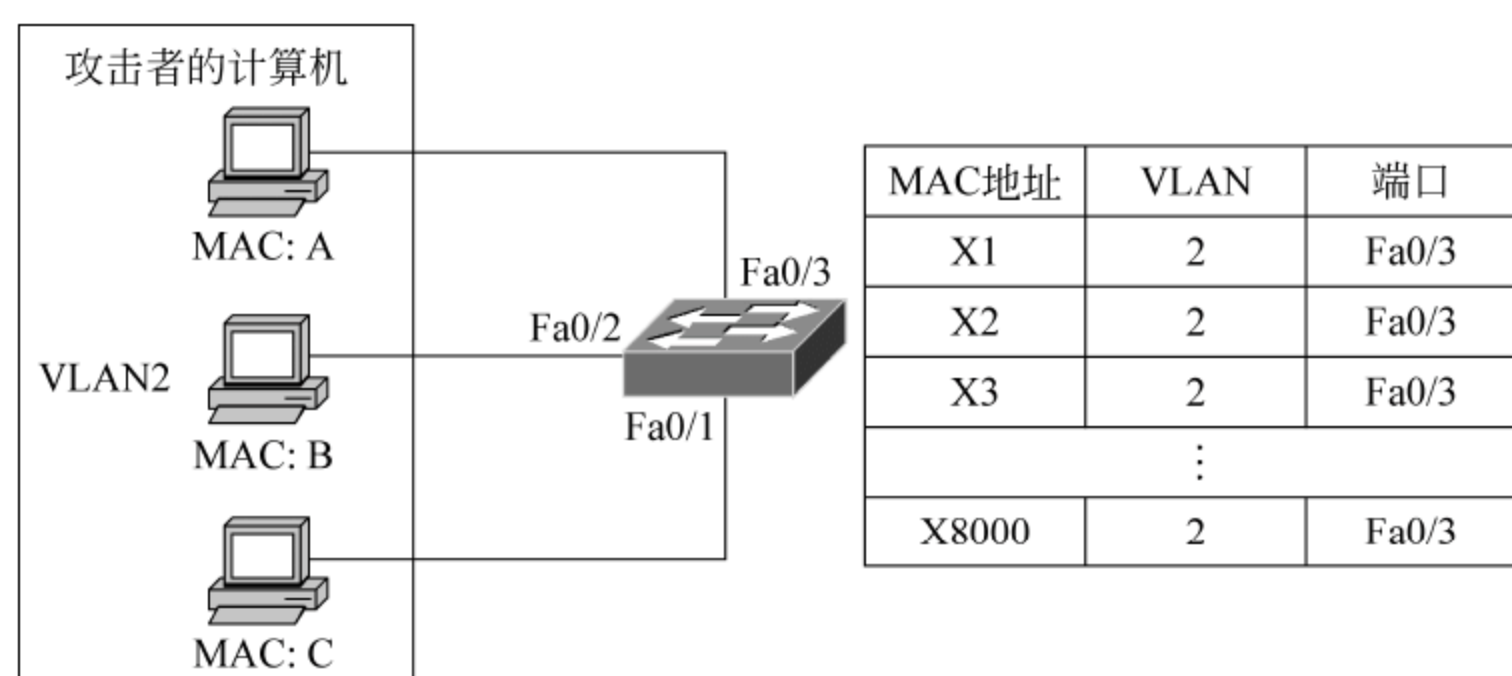 攻击者的计算机
MAC: A
Fa0/3
Fa0/2
VLAN2
MAC: B
Fa0/1
MAC: C
MAC地址 VLAN 端口
X1 2 Fa0/3
X2 2 Fa0/3
X3 2 Fa0/3
⋮
X8000 2 Fa0/3